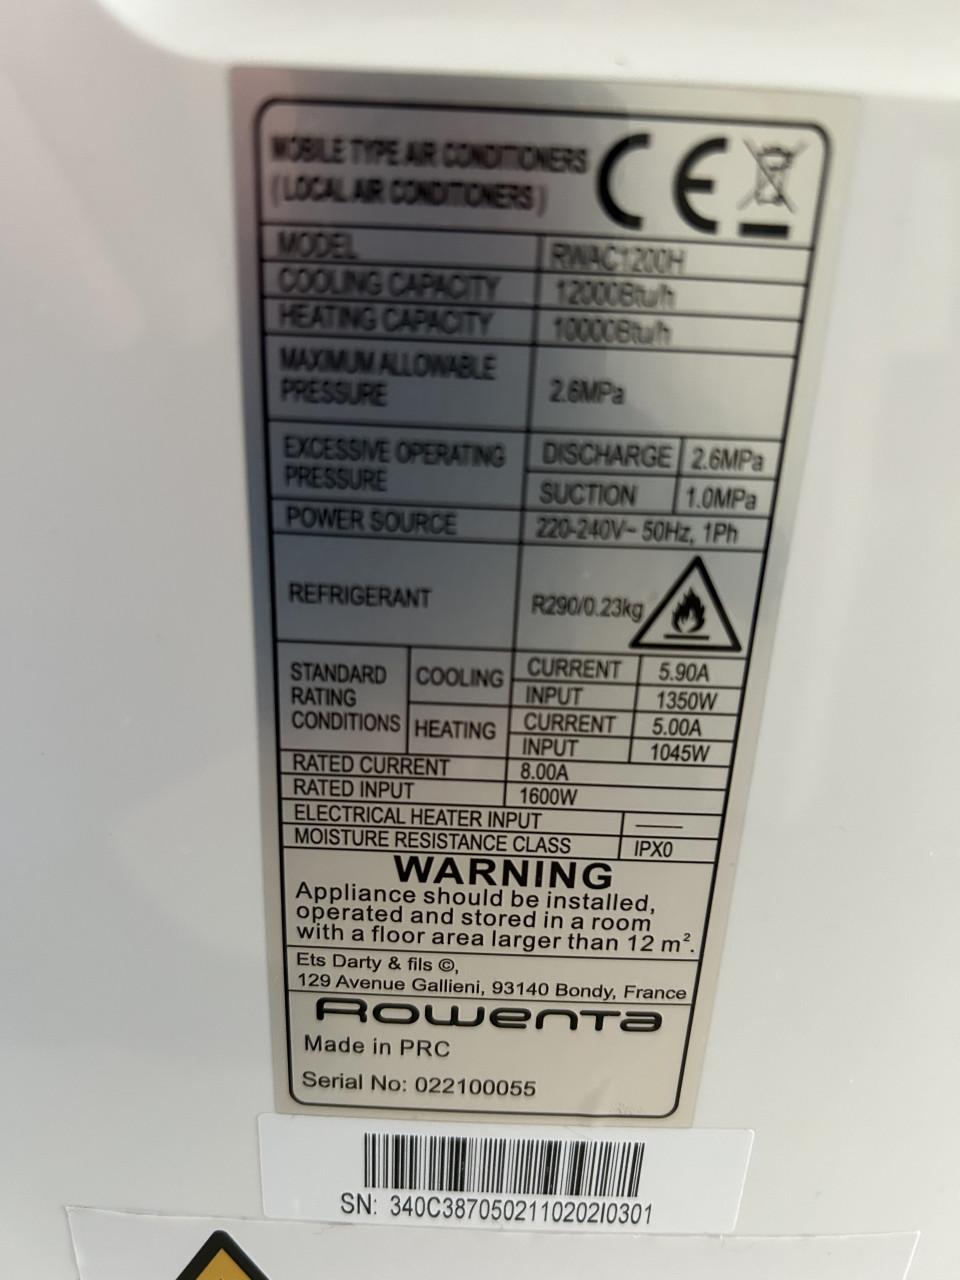 MOBILE TYPE AIR CONDITIONERS
( LOCAL AIR CONDITIONERS )
CE
MODEL RWAC1200H
COOLING CAPACITY 12000Btu/h
HEATING CAPACITY 10000Btu/h
MAXIMUM ALLOWABLE
PRESSURE 2.6MPa
EXCESSIVE OPERATING
PRESSURE
DISCHARGE 2.6MPa
SUCTION 1.0MPa
POWER SOURCE 220-240V~ 50Hz, 1Ph
REFRIGERANT R290/0.23kg
STANDARD
RATING
CONDITIONS
COOLING
CURRENT 5.90A
INPUT 1350W
HEATING
CURRENT 5.00A
INPUT 1045W
RATED CURRENT 8.00A
RATED INPUT 1600W
ELECTRICAL HEATER INPUT ——
MOISTURE RESISTANCE CLASS IPX0
WARNING
Appliance should be installed,
operated and stored in a room
with a floor area larger than 12 m².
Ets Darty & fils ©,
129 Avenue Gallieni, 93140 Bondy, France
Rowenta
Made in PRC
Serial No: 022100055
SN: 340C3870502110202I0301